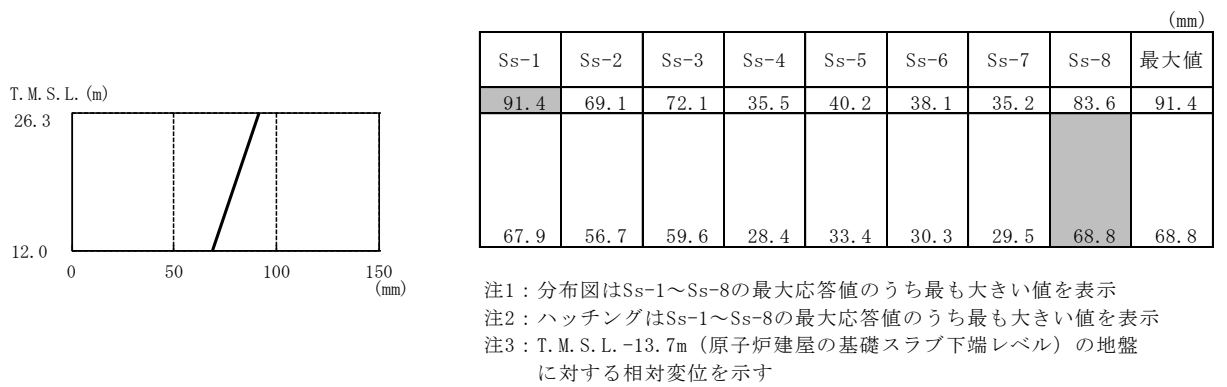 (mm)
Ss-1 Ss-2 Ss-3 Ss-4 Ss-5 Ss-6 Ss-7 Ss-8 最大値
91.4 69.1 72.1 35.5 40.2 38.1 35.2 83.6 91.4
67.9 56.7 59.6 28.4 33.4 30.3 29.5 68.8 68.8
T.M.S.L.(m)
26.3
12.0
0 50 100 150
(mm)
注1：分布図はSs-1～Ss-8の最大応答値のうち最も大きい値を表示
注2：ハッチングはSs-1～Ss-8の最大応答値のうち最も大きい値を表示
注3：T.M.S.L.-13.7m（原子炉建屋の基礎スラブ下端レベル）の地盤
に対する相対変位を示す